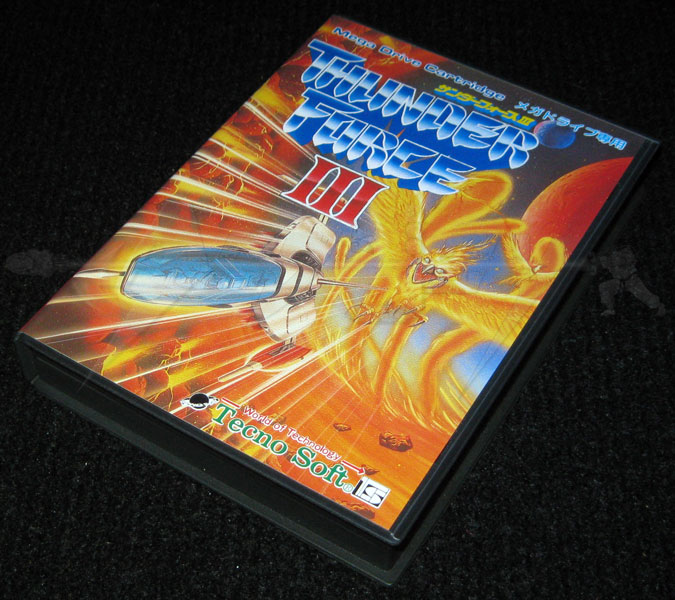 Mega Drive Cartridge メガドライブ専用
THUNDER
サンダーフォースIII
FORCE
III
World of Technology
Tecno Soft®